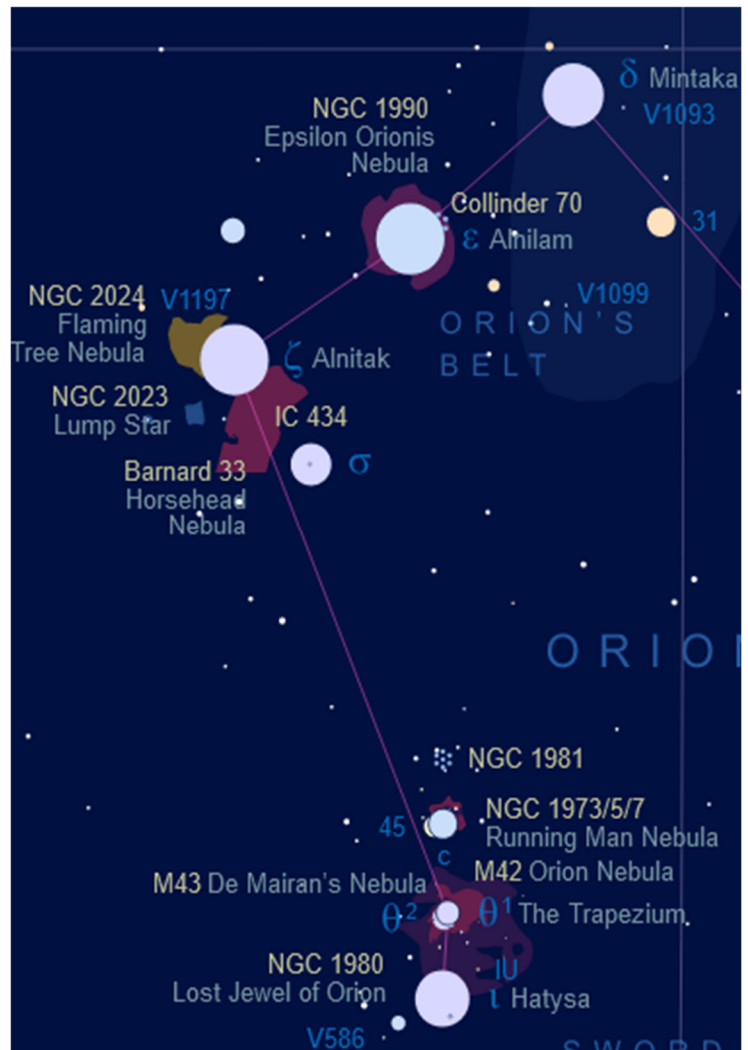 δ Mintaka
V1093
NGC 1990
Epsilon Orionis
Nebula
Collinder 70
31
ε Alnilam
NGC 2024
V1197
Flaming
Tree Nebula
V1099
ORION'S
BELT
ζ Alnitak
NGC 2023
Lump Star
IC 434
σ
Barnard 33
Horsehead
Nebula
ORION
NGC 1981
45
NGC 1973/5/7
Running Man Nebula
c
M42 Orion Nebula
M43 De Mairan's Nebula
θ2
θ1 The Trapezium
NGC 1980
IU
Lost Jewel of Orion
ι Hatysa
V586
SWORD